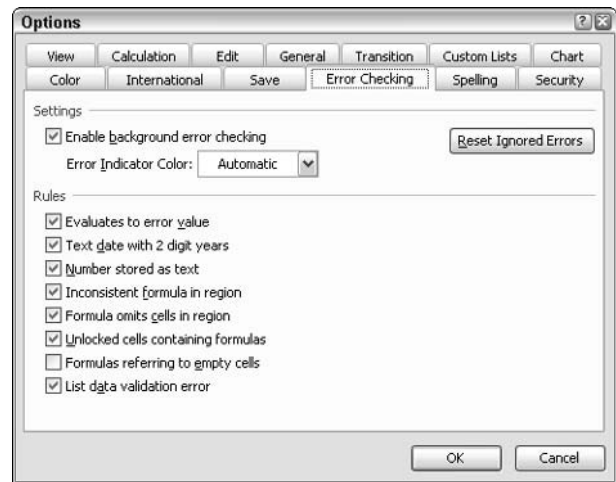 Options
View Calculation Edit General Transition Custom Lists Chart
Color International Save Error Checking Spelling Security
Settings
Enable background error checking
Reset Ignored Errors
Error Indicator Color: Automatic
Rules
Evaluates to error value
Text date with 2 digit years
Number stored as text
Inconsistent formula in region
Formula omits cells in region
Unlocked cells containing formulas
Formulas referring to empty cells
List data validation error
OK Cancel